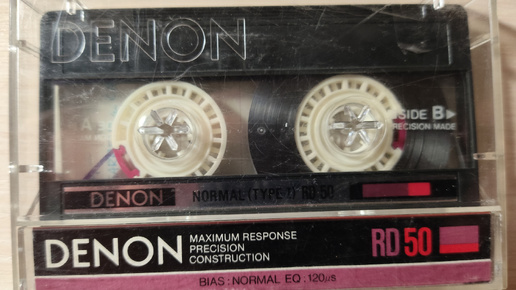 DENON
SIDE B
PRECISION MADE
DENON NORMAL (TYPE I) RD 50
DENON MAXIMUM RESPONSE
PRECISION
CONSTRUCTION
RD 50
BIAS : NORMAL EQ : 120μs